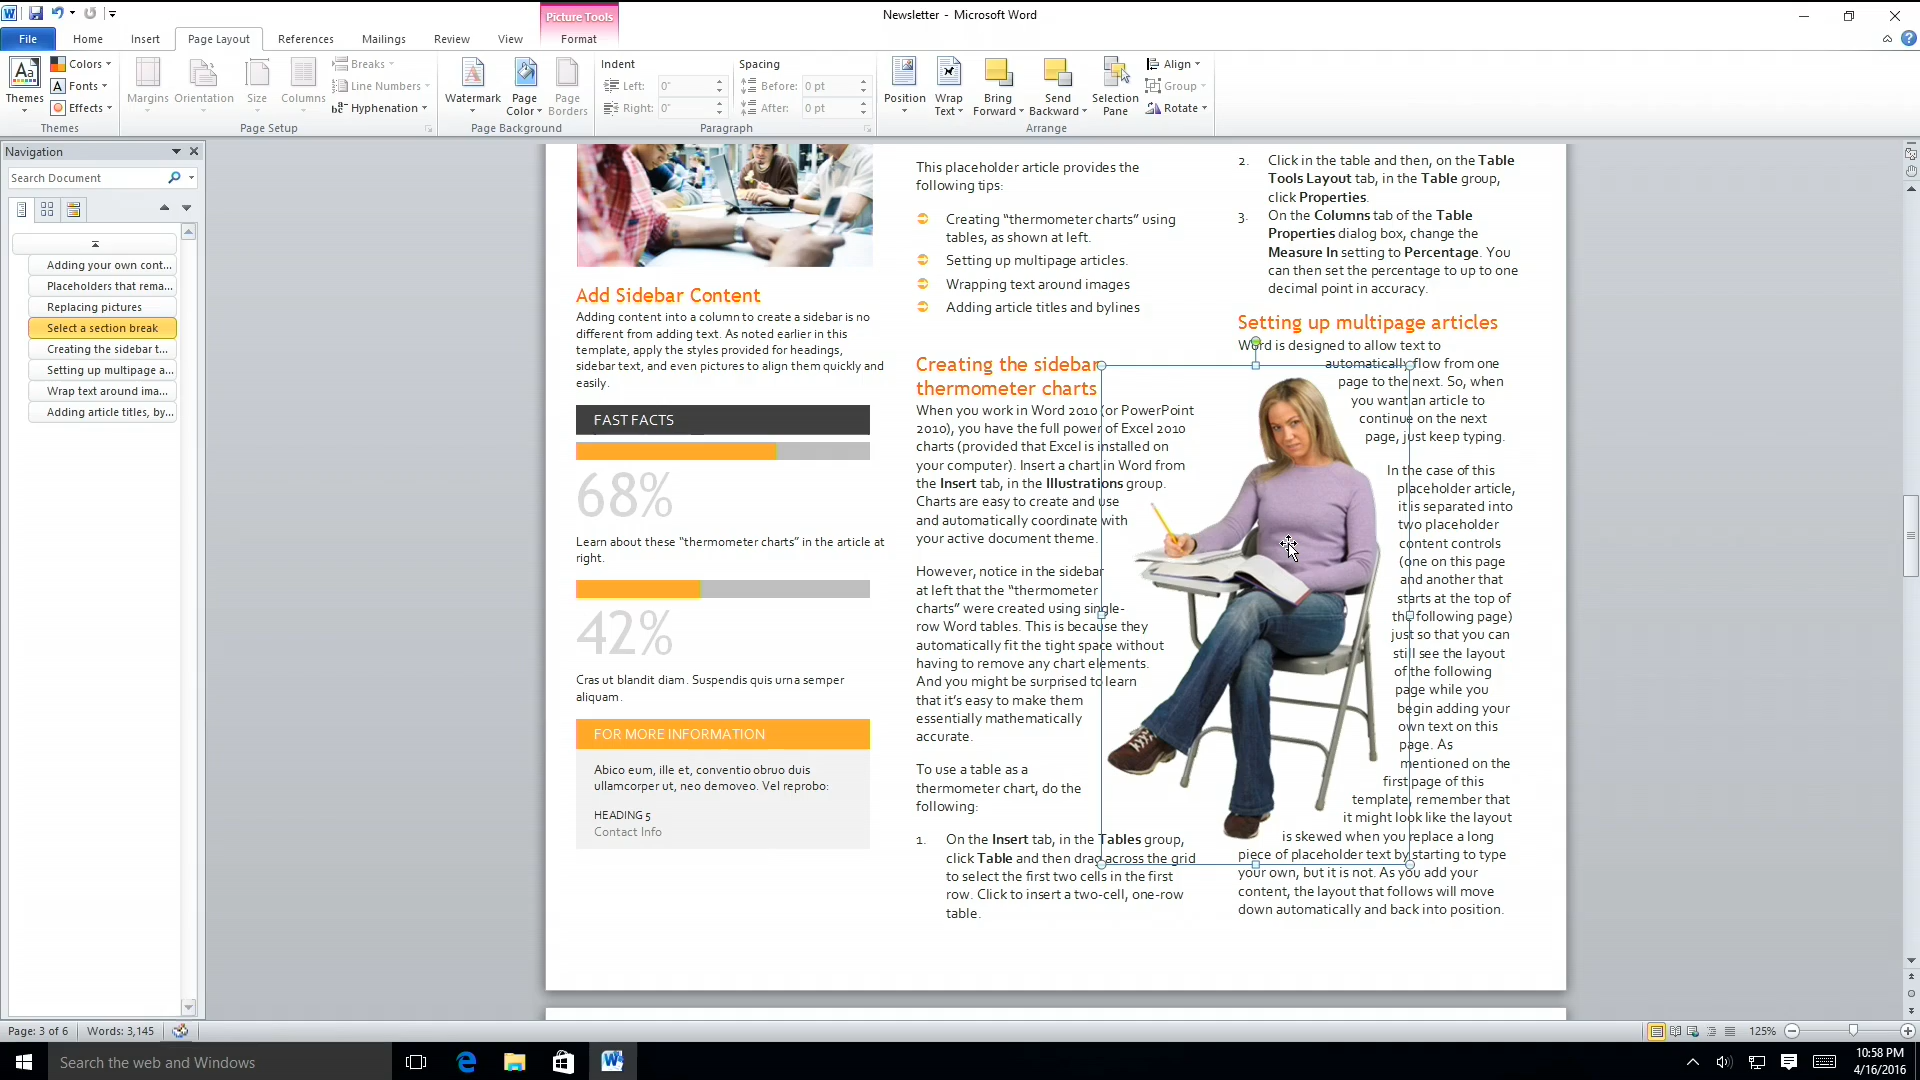 Newsletter - Microsoft Word
Picture Tools
File Home Insert Page Layout References Mailings Review View Format
Themes
Colors
Fonts
Effects
Themes
Margins Orientation Size Columns
Breaks
Line Numbers
Hyphenation
Page Setup
Watermark Page Color Page Borders
Page Background
Indent
Left: 0"
Right: 0"
Spacing
Before: 0 pt
After: 0 pt
Paragraph
Position Wrap Text Bring Forward Send Backward Selection Pane
Align
Group
Rotate
Arrange
Navigation
Search Document
Adding your own cont...
Placeholders that rema...
Replacing pictures
Select a section break
Creating the sidebar t...
Setting up multipage a...
Wrap text around ima...
Adding article titles, by...
Add Sidebar Content
Adding content into a column to create a sidebar is no
different from adding text. As noted earlier in this
template, apply the styles provided for headings,
sidebar text, and even pictures to align them quickly and
easily.
FAST FACTS
68%
Learn about these “thermometer charts” in the article at
right.
42%
Cras ut blandit diam. Suspendis quis urna semper
aliquam.
FOR MORE INFORMATION
Abico eum, ille et, conventio obruo duis
ullamcorper ut, neo demoveo. Vel reprobo:
HEADING 5
Contact Info
This placeholder article provides the
following tips:
Creating “thermometer charts” using
tables, as shown at left.
Setting up multipage articles.
Wrapping text around images
Adding article titles and bylines
Creating the sidebar
thermometer charts
When you work in Word 2010 (or PowerPoint
2010), you have the full power of Excel 2010
charts (provided that Excel is installed on
your computer). Insert a chart in Word from
the Insert tab, in the Illustrations group.
Charts are easy to create and use
and automatically coordinate with
your active document theme.
However, notice in the sidebar
at left that the “thermometer
charts” were created using single-
row Word tables. This is because they
automatically fit the tight space without
having to remove any chart elements.
And you might be surprised to learn
that it’s easy to make them
essentially mathematically
accurate.
To use a table as a
thermometer chart, do the
following:
1. On the Insert tab, in the Tables group,
click Table and then drag across the grid
to select the first two cells in the first
row. Click to insert a two-cell, one-row
table.
2. Click in the table and then, on the Table
Tools Layout tab, in the Table group,
click Properties.
3. On the Columns tab of the Table
Properties dialog box, change the
Measure In setting to Percentage. You
can then set the percentage to up to one
decimal point in accuracy.
Setting up multipage articles
Word is designed to allow text to
automatically flow from one
page to the next. So, when
you want an article to
continue on the next
page, just keep typing.
In the case of this
placeholder article,
it is separated into
two placeholder
content controls
(one on this page
and another that
starts at the top of
the following page)
just so that you can
still see the layout
of the following
page while you
begin adding your
own text on this
page. As
mentioned on the
first page of this
template, remember that
it might look like the layout
is skewed when you replace a long
piece of placeholder text by starting to type
your own, but it is not. As you add your
content, the layout that follows will move
down automatically and back into position.
Page: 3 of 6 Words: 3,145
125%
Search the web and Windows
10:58 PM
4/16/2016